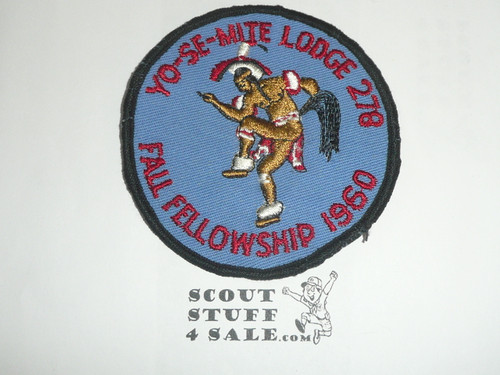 YO-SE-MITE LODGE 278
FALL FELLOWSHIP 1960
SCOUT
STUFF
4 SALE.COM